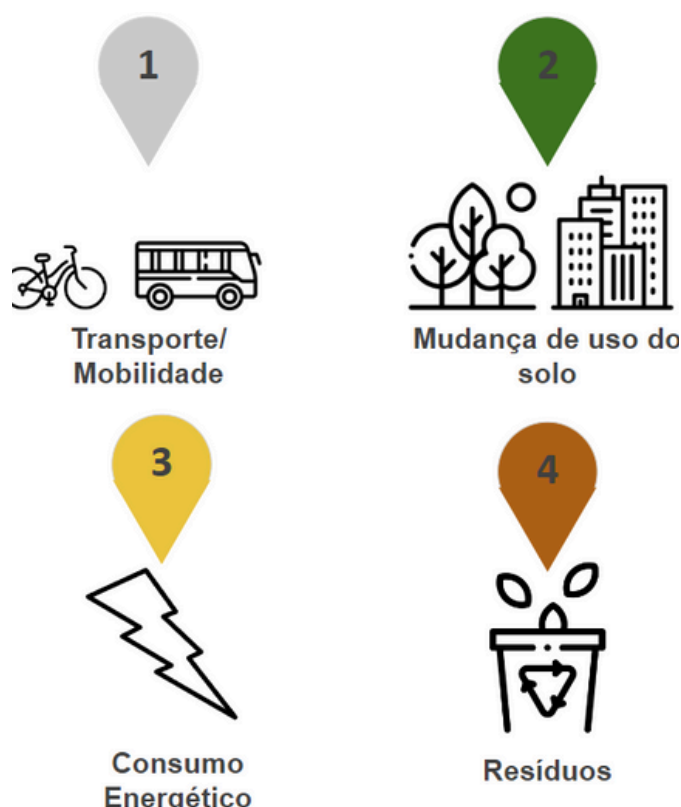 1
2
Transporte/
Mobilidade
Mudança de uso do
solo
3
4
Consumo
Energético
Resíduos